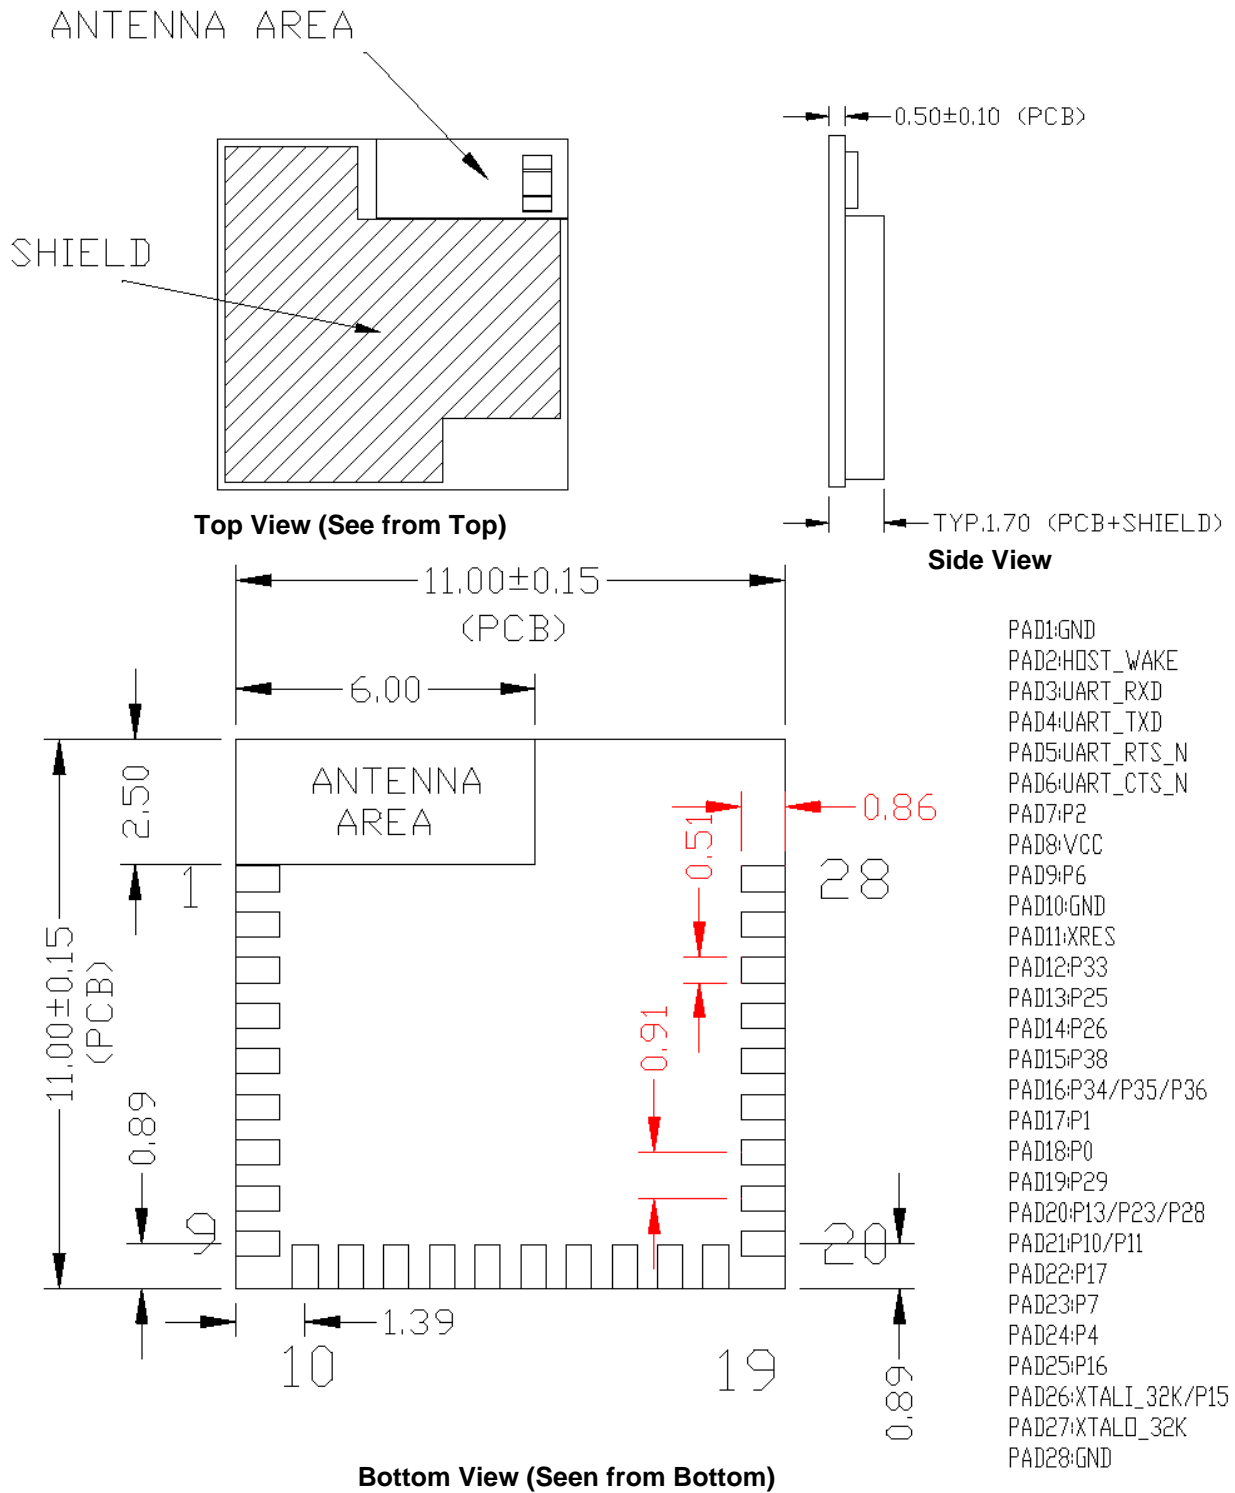 ANTENNA AREA
0.50±0.10 (PCB)
SHIELD
Top View (See from Top)
TYP.1.70 (PCB+SHIELD)
Side View
11.00±0.15
(PCB)
6.00
2.50
ANTENNA
AREA
0.86
0.51
1
28
11.00±0.15
(PCB)
0.91
0.89
9
20
1.39
10
19
0.89
PAD1:GND
PAD2:HOST_WAKE
PAD3:UART_RXD
PAD4:UART_TXD
PAD5:UART_RTS_N
PAD6:UART_CTS_N
PAD7:P2
PAD8:VCC
PAD9:P6
PAD10:GND
PAD11:XRES
PAD12:P33
PAD13:P25
PAD14:P26
PAD15:P38
PAD16:P34/P35/P36
PAD17:P1
PAD18:P0
PAD19:P29
PAD20:P13/P23/P28
PAD21:P10/P11
PAD22:P17
PAD23:P7
PAD24:P4
PAD25:P16
PAD26:XTALI_32K/P15
PAD27:XTALO_32K
PAD28:GND
Bottom View (Seen from Bottom)